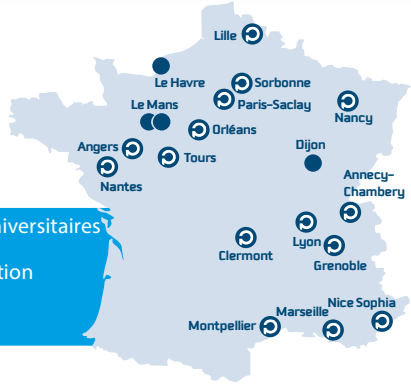 Lille
Le Havre
Sorbonne
Le Mans
Paris-Saclay
Nancy
Orléans
Angers
Dijon
Tours
Nantes
Annecy-
Chambery
Lyon
Clermont
Grenoble
Nice Sophia
Marseille
Montpellier
tion